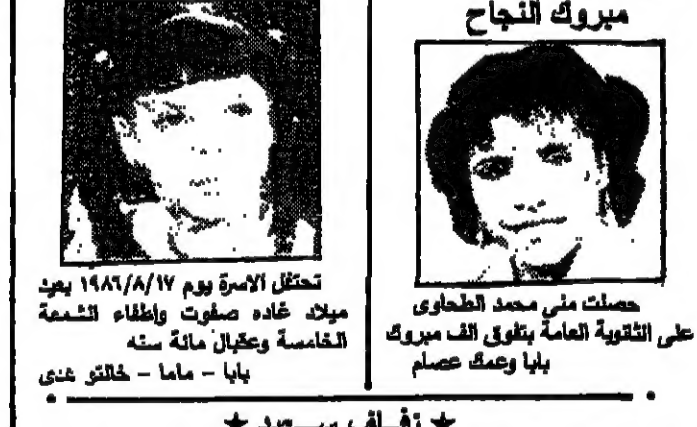 مبروك النجاح
حصلت منى محمد الطحاوى
على الثانوية العامة بتفوق الف مبروك
بابا وعمك عصام
تحتفل الاسرة يوم ١٩٨٦/٨/١٧ بعيد
ميلاد غاده صفوت واطفاء الشمعة
الخامسة وعقبال مائة سنه
بابا – ماما – خالتو
★ زفاف ★